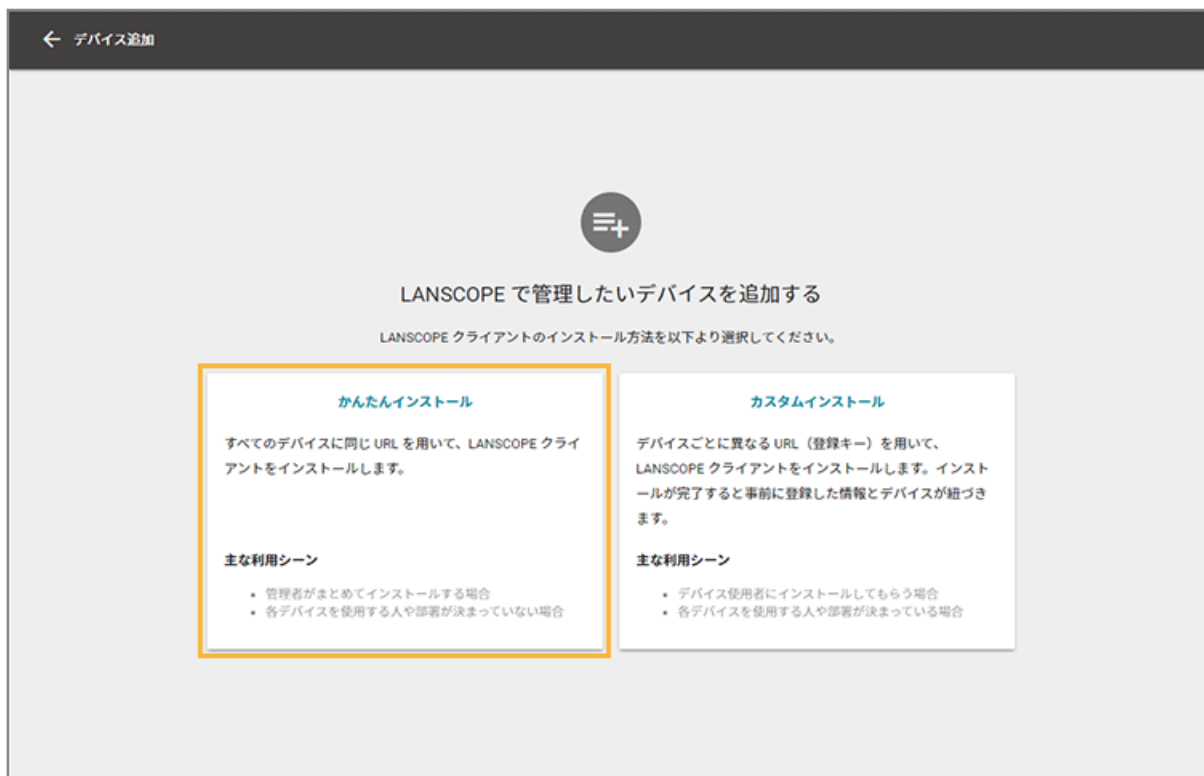 デバイス追加
LANSCOPE で管理したいデバイスを追加する
LANSCOPE クライアントのインストール方法を以下より選択してください。
かんたんインストール
すべてのデバイスに同じ URL を用いて、LANSCOPE クライ
アントをインストールします。
主な利用シーン
• 管理者がまとめてインストールする場合
• 各デバイスを使用する人や部署が決まっていない場合
カスタムインストール
デバイスごとに異なる URL（登録キー）を用いて、
LANSCOPE クライアントをインストールします。インスト
ールが完了すると事前に登録した情報とデバイスが紐づき
ます。
主な利用シーン
• デバイス使用者にインストールしてもらう場合
• 各デバイスを使用する人や部署が決まっている場合